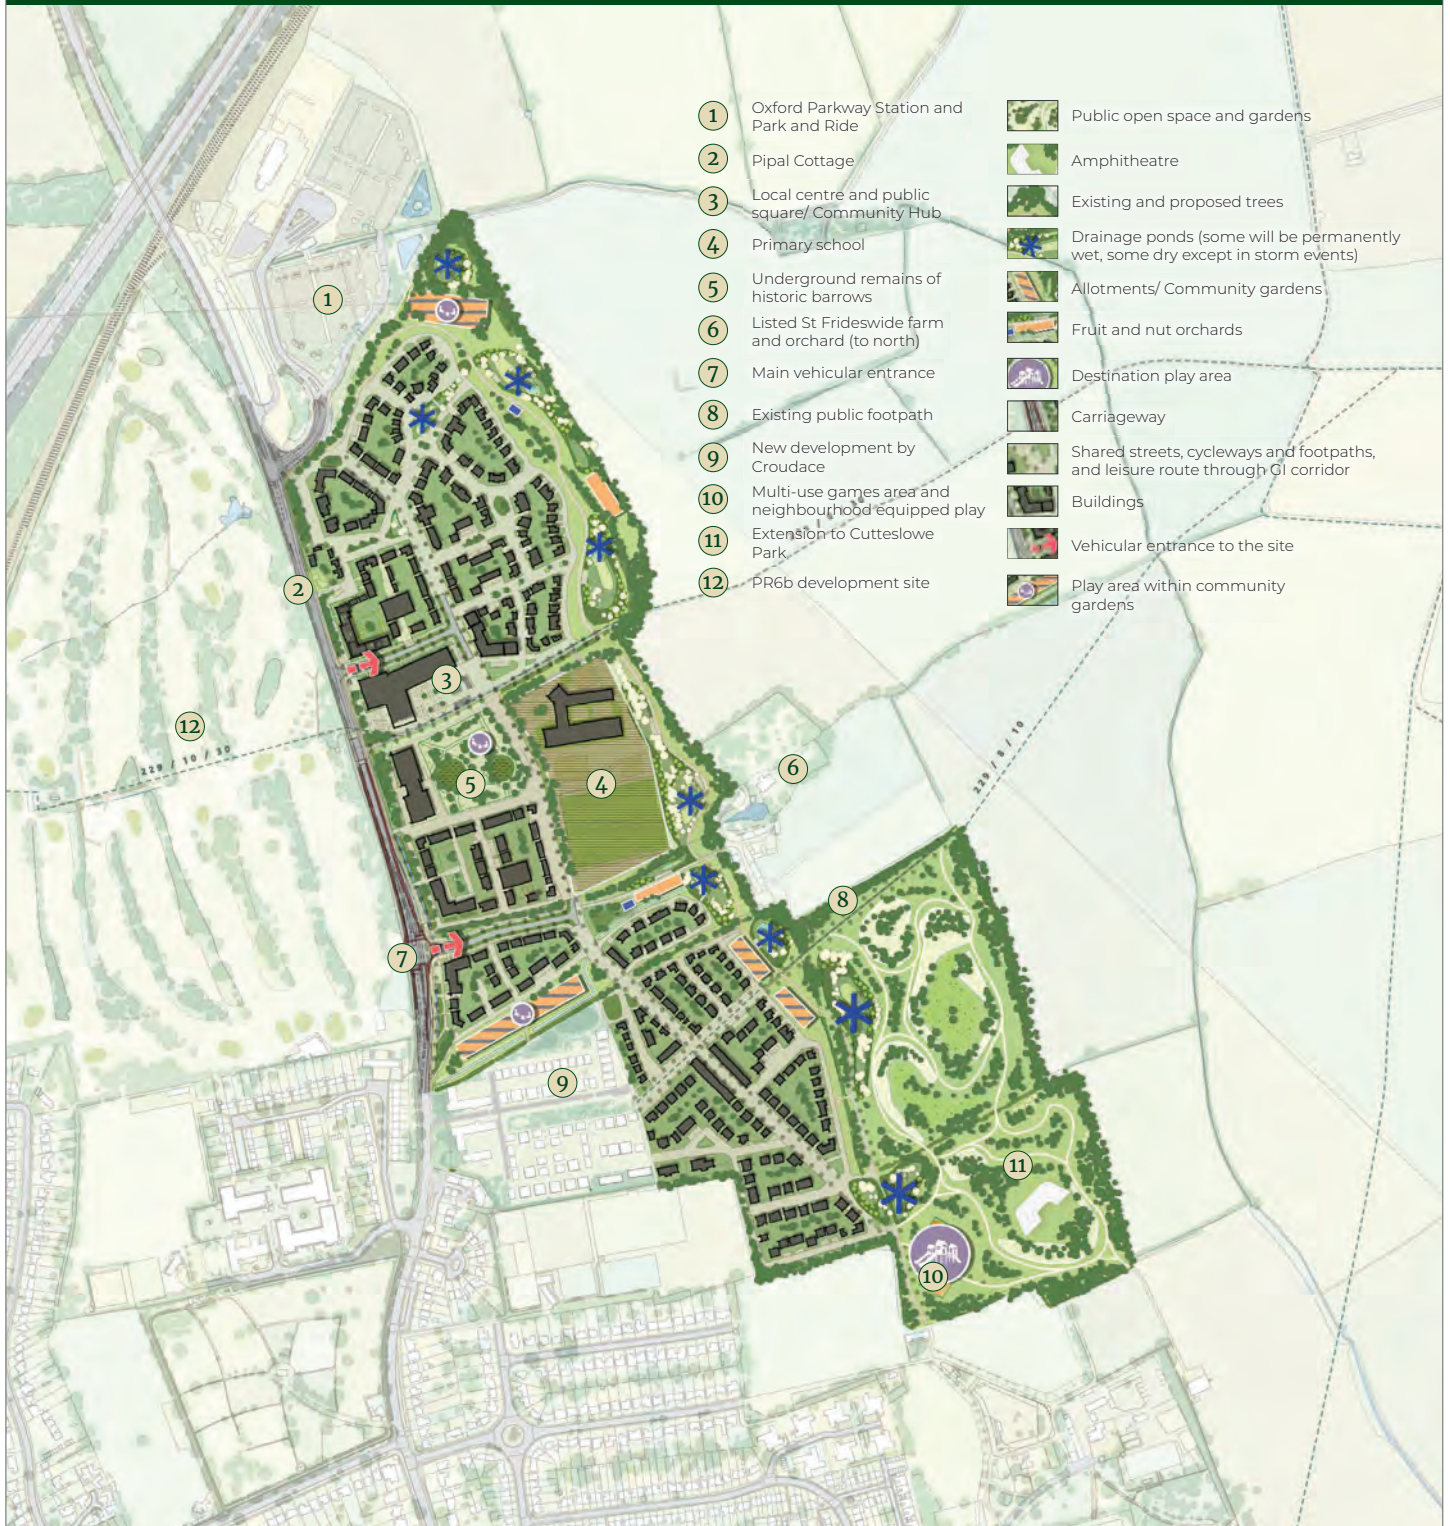 1 Oxford Parkway Station and
Park and Ride
2 Pipal Cottage
3 Local centre and public
square/ Community Hub
4 Primary school
5 Underground remains of
historic barrows
6 Listed St Frideswide farm
and orchard (to north)
7 Main vehicular entrance
8 Existing public footpath
9 New development by
Croudace
10 Multi-use games area and
neighbourhood equipped play
11 Extension to Cutteslowe
Park
12 PR6b development site
Public open space and gardens
Amphitheatre
Existing and proposed trees
Drainage ponds (some will be permanently
wet, some dry except in storm events)
Allotments/ Community gardens
Fruit and nut orchards
Destination play area
Carriageway
Shared streets, cycleways and footpaths,
and leisure route through GI corridor
Buildings
Vehicular entrance to the site
Play area within community
gardens
1
2
3
12
229 / 10 / 30
5
4
6
229 / 8 / 10
8
7
9
11
10